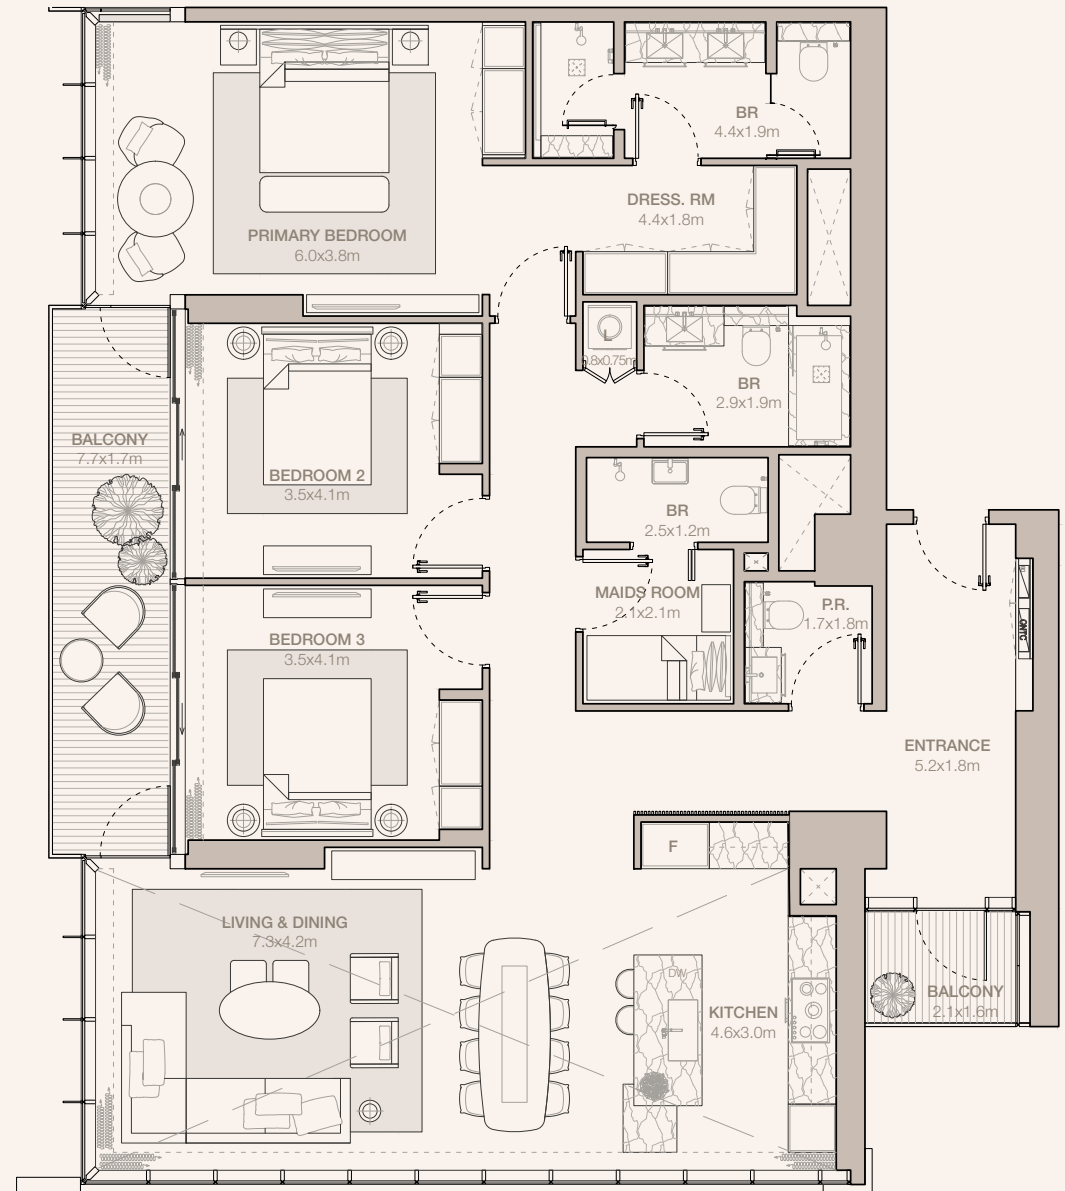 BR
4.4x1.9m
DRESS. RM
4.4x1.8m
PRIMARY BEDROOM
6.0x3.8m
0.8x0.75m
BR
2.9x1.9m
BALCONY
7.7x1.7m
BEDROOM 2
3.5x4.1m
BR
2.5x1.2m
MAIDS ROOM
2.1x2.1m
P.R.
1.7x1.8m
BEDROOM 3
3.5x4.1m
ENTRANCE
5.2x1.8m
F
LIVING & DINING
7.3x4.2m
DW
KITCHEN
4.6x3.0m
BALCONY
2.1x1.6m